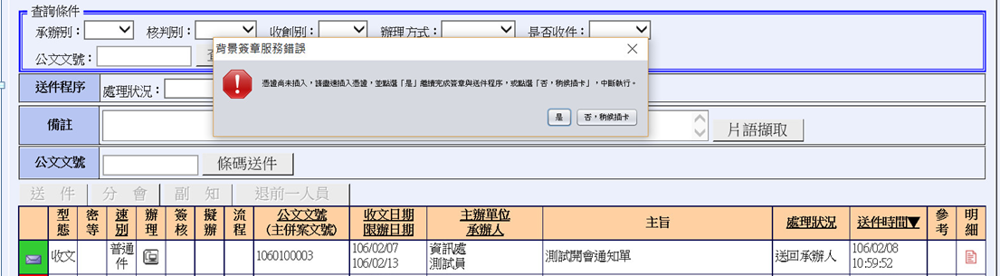 查詢條件
承辦別： 核判別： 收創別： 辦理方式： 是否收件：
公文文號：
背景簽章服務錯誤
憑證尚未插入，請儘速插入憑證，並點選「是」繼續完成簽章與送件程序，或點選「否，稍候插卡」，中斷執行。
是 否，稍候插卡
送件程序 處理狀況：
備註 片語擷取
公文文號 條碼送件
送 件 分 會 副 知 退前一人員
型態 密等 速別 辦理 簽核 擬辦 流程 公文文號 (主併案文號) 收文日期 限辦日期 主辦單位 承辦人 主旨 處理狀況 送件時間▼ 參考 明細
收文 普通件 1060100003 106/02/07 106/02/13 資訊處 測試員 測試開會通知單 送回承辦人 106/02/08 10:59:52